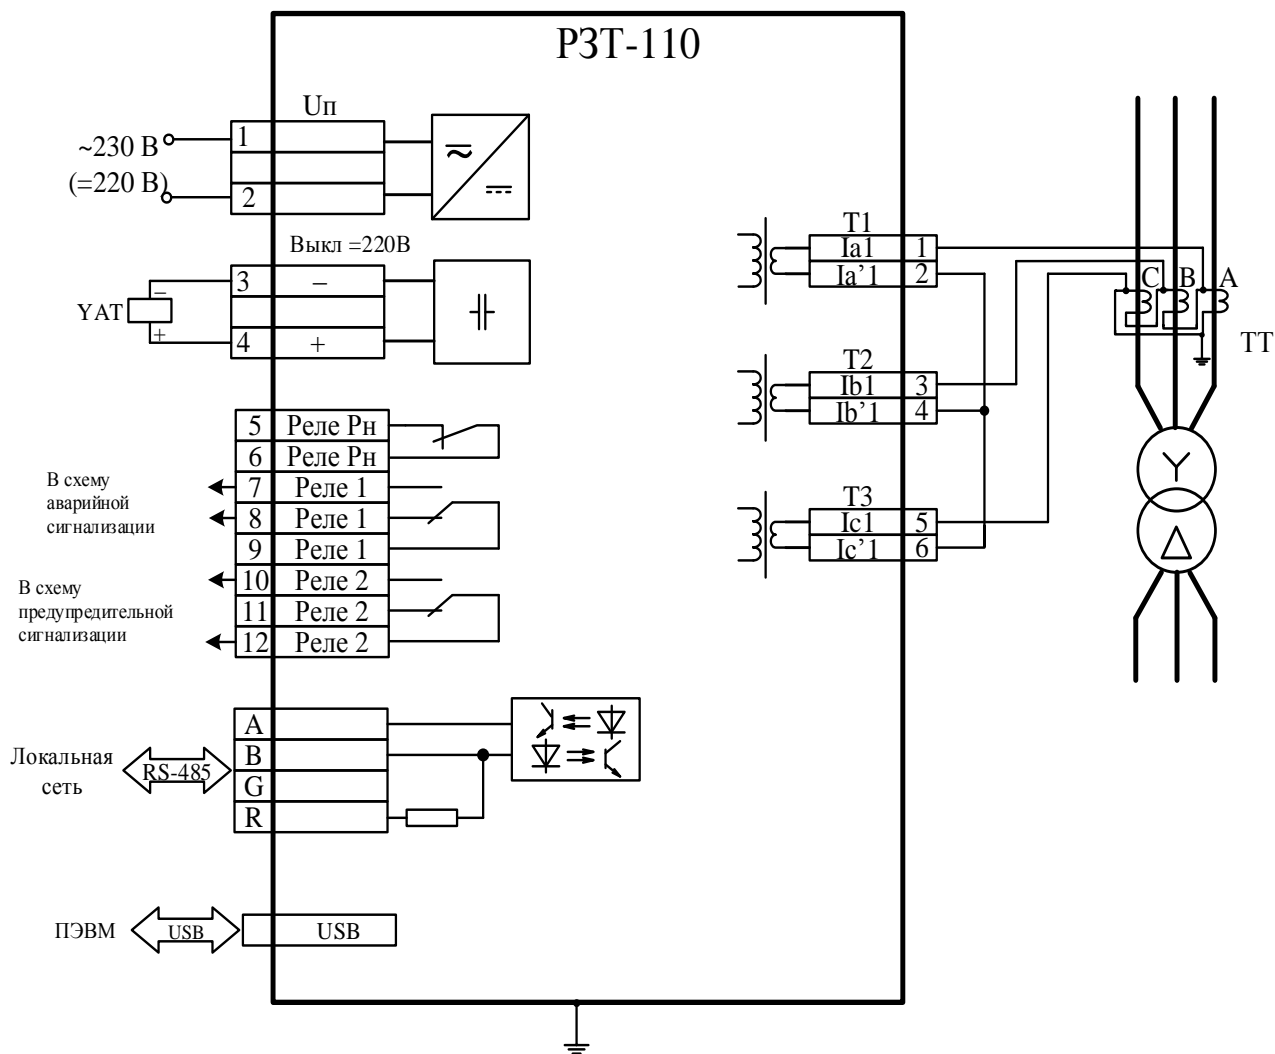 РЗТ-110
Uп
~230 В
(=220 В)
1
2
Выкл =220В
YAT
−
+
3 −
4 +
5 Реле Рн
6 Реле Рн
7 Реле 1
8 Реле 1
9 Реле 1
10 Реле 2
11 Реле 2
12 Реле 2
В схему
аварийной
сигнализации
В схему
предупредительной
сигнализации
A
B
G
R
Локальная
сеть
RS-485
ПЭВМ
USB
USB
T1
Ia1 1
Ia’1 2
T2
Ib1 3
Ib’1 4
T3
Ic1 5
Ic’1 6
C B A
ТТ